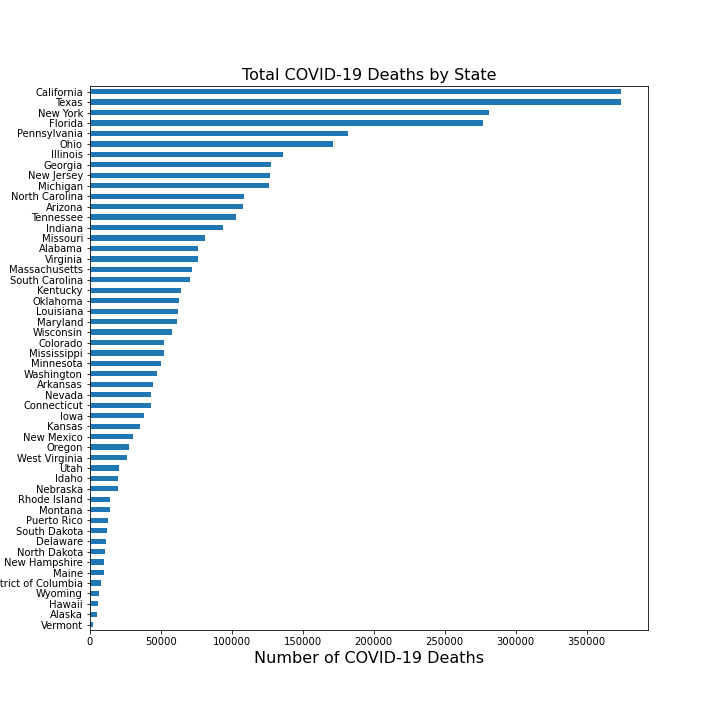 Total COVID-19 Deaths by State
California
Texas
New York
Florida
Pennsylvania
Ohio
Illinois
Georgia
New Jersey
Michigan
North Carolina
Arizona
Tennessee
Indiana
Missouri
Alabama
Virginia
Massachusetts
South Carolina
Kentucky
Oklahoma
Louisiana
Maryland
Wisconsin
Colorado
Mississippi
Minnesota
Washington
Arkansas
Nevada
Connecticut
Iowa
Kansas
New Mexico
Oregon
West Virginia
Utah
Idaho
Nebraska
Rhode Island
Montana
Puerto Rico
South Dakota
Delaware
North Dakota
New Hampshire
Maine
trict of Columbia
Wyoming
Hawaii
Alaska
Vermont
0 50000 100000 150000 200000 250000 300000 350000
Number of COVID-19 Deaths